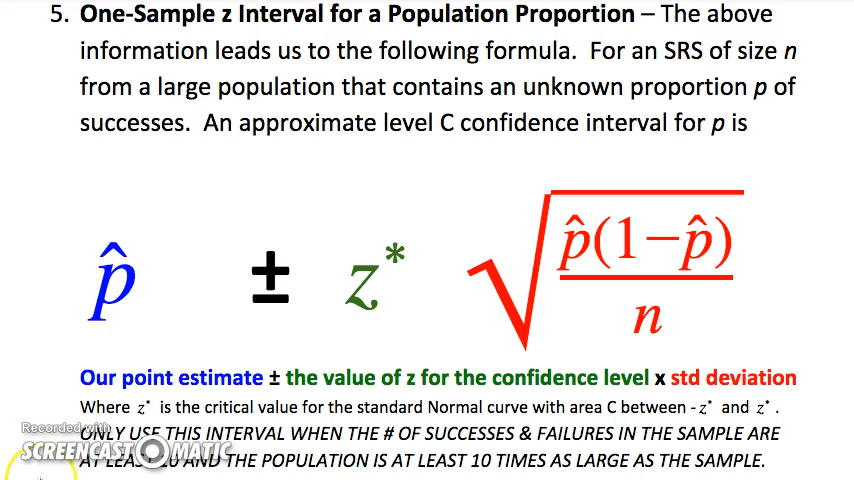 5. One-Sample z Interval for a Population Proportion – The above
information leads us to the following formula. For an SRS of size n
from a large population that contains an unknown proportion p of
successes. An approximate level C confidence interval for p is
p̂ ± z* √(p̂(1−p̂)/n)
Our point estimate ± the value of z for the confidence level x std deviation
Where z* is the critical value for the standard Normal curve with area C between - z* and z* .
Recorded with
ONLY USE THIS INTERVAL WHEN THE # OF SUCCESSES & FAILURES IN THE SAMPLE ARE
SCREENCAST-O-MATIC
AT LEAST 10 AND THE POPULATION IS AT LEAST 10 TIMES AS LARGE AS THE SAMPLE.